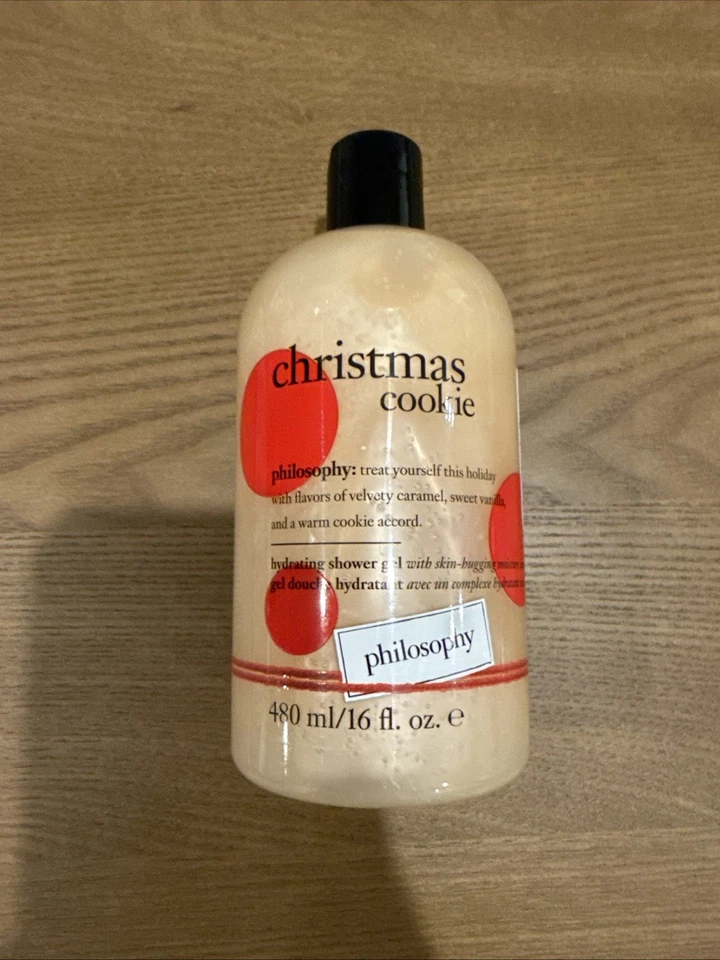 christmas
cookie
philosophy: treat yourself this holiday
with flavors of velvety caramel, sweet vanilla,
and a warm cookie accord.
hydrating shower gel with skin-hugging
gel douche hydratant avec un complexe
philosophy
480 ml/16 fl. oz. ℮